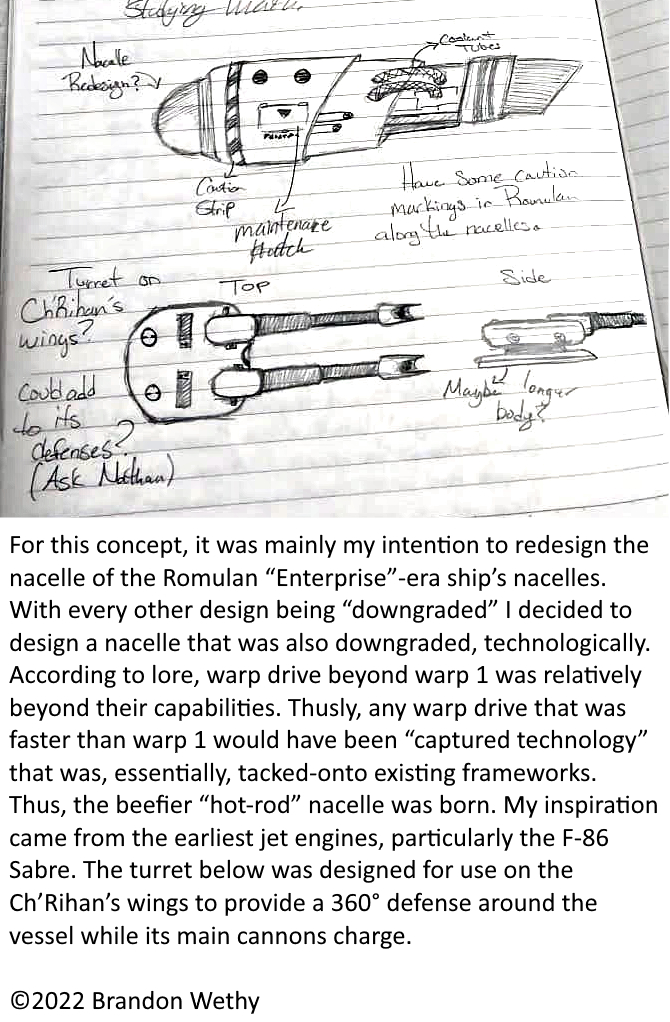 Studying
Nacelle
Redesign?
Coolant
Tubes
Caution
Strip
maintenance
Hatch
Have Some Caution
markings in Romulan
along the nacelles.
Turret on
Ch'Rihan's
wings?
Could add
to its
defenses?
(Ask Nathan)
TOP
Side
Maybe longer
body?
For this concept, it was mainly my intention to redesign the
nacelle of the Romulan “Enterprise”-era ship’s nacelles.
With every other design being “downgraded” I decided to
design a nacelle that was also downgraded, technologically.
According to lore, warp drive beyond warp 1 was relatively
beyond their capabilities. Thusly, any warp drive that was
faster than warp 1 would have been “captured technology”
that was, essentially, tacked-onto existing frameworks.
Thus, the beefier “hot-rod” nacelle was born. My inspiration
came from the earliest jet engines, particularly the F-86
Sabre. The turret below was designed for use on the
Ch’Rihan’s wings to provide a 360° defense around the
vessel while its main cannons charge.
©2022 Brandon Wethy